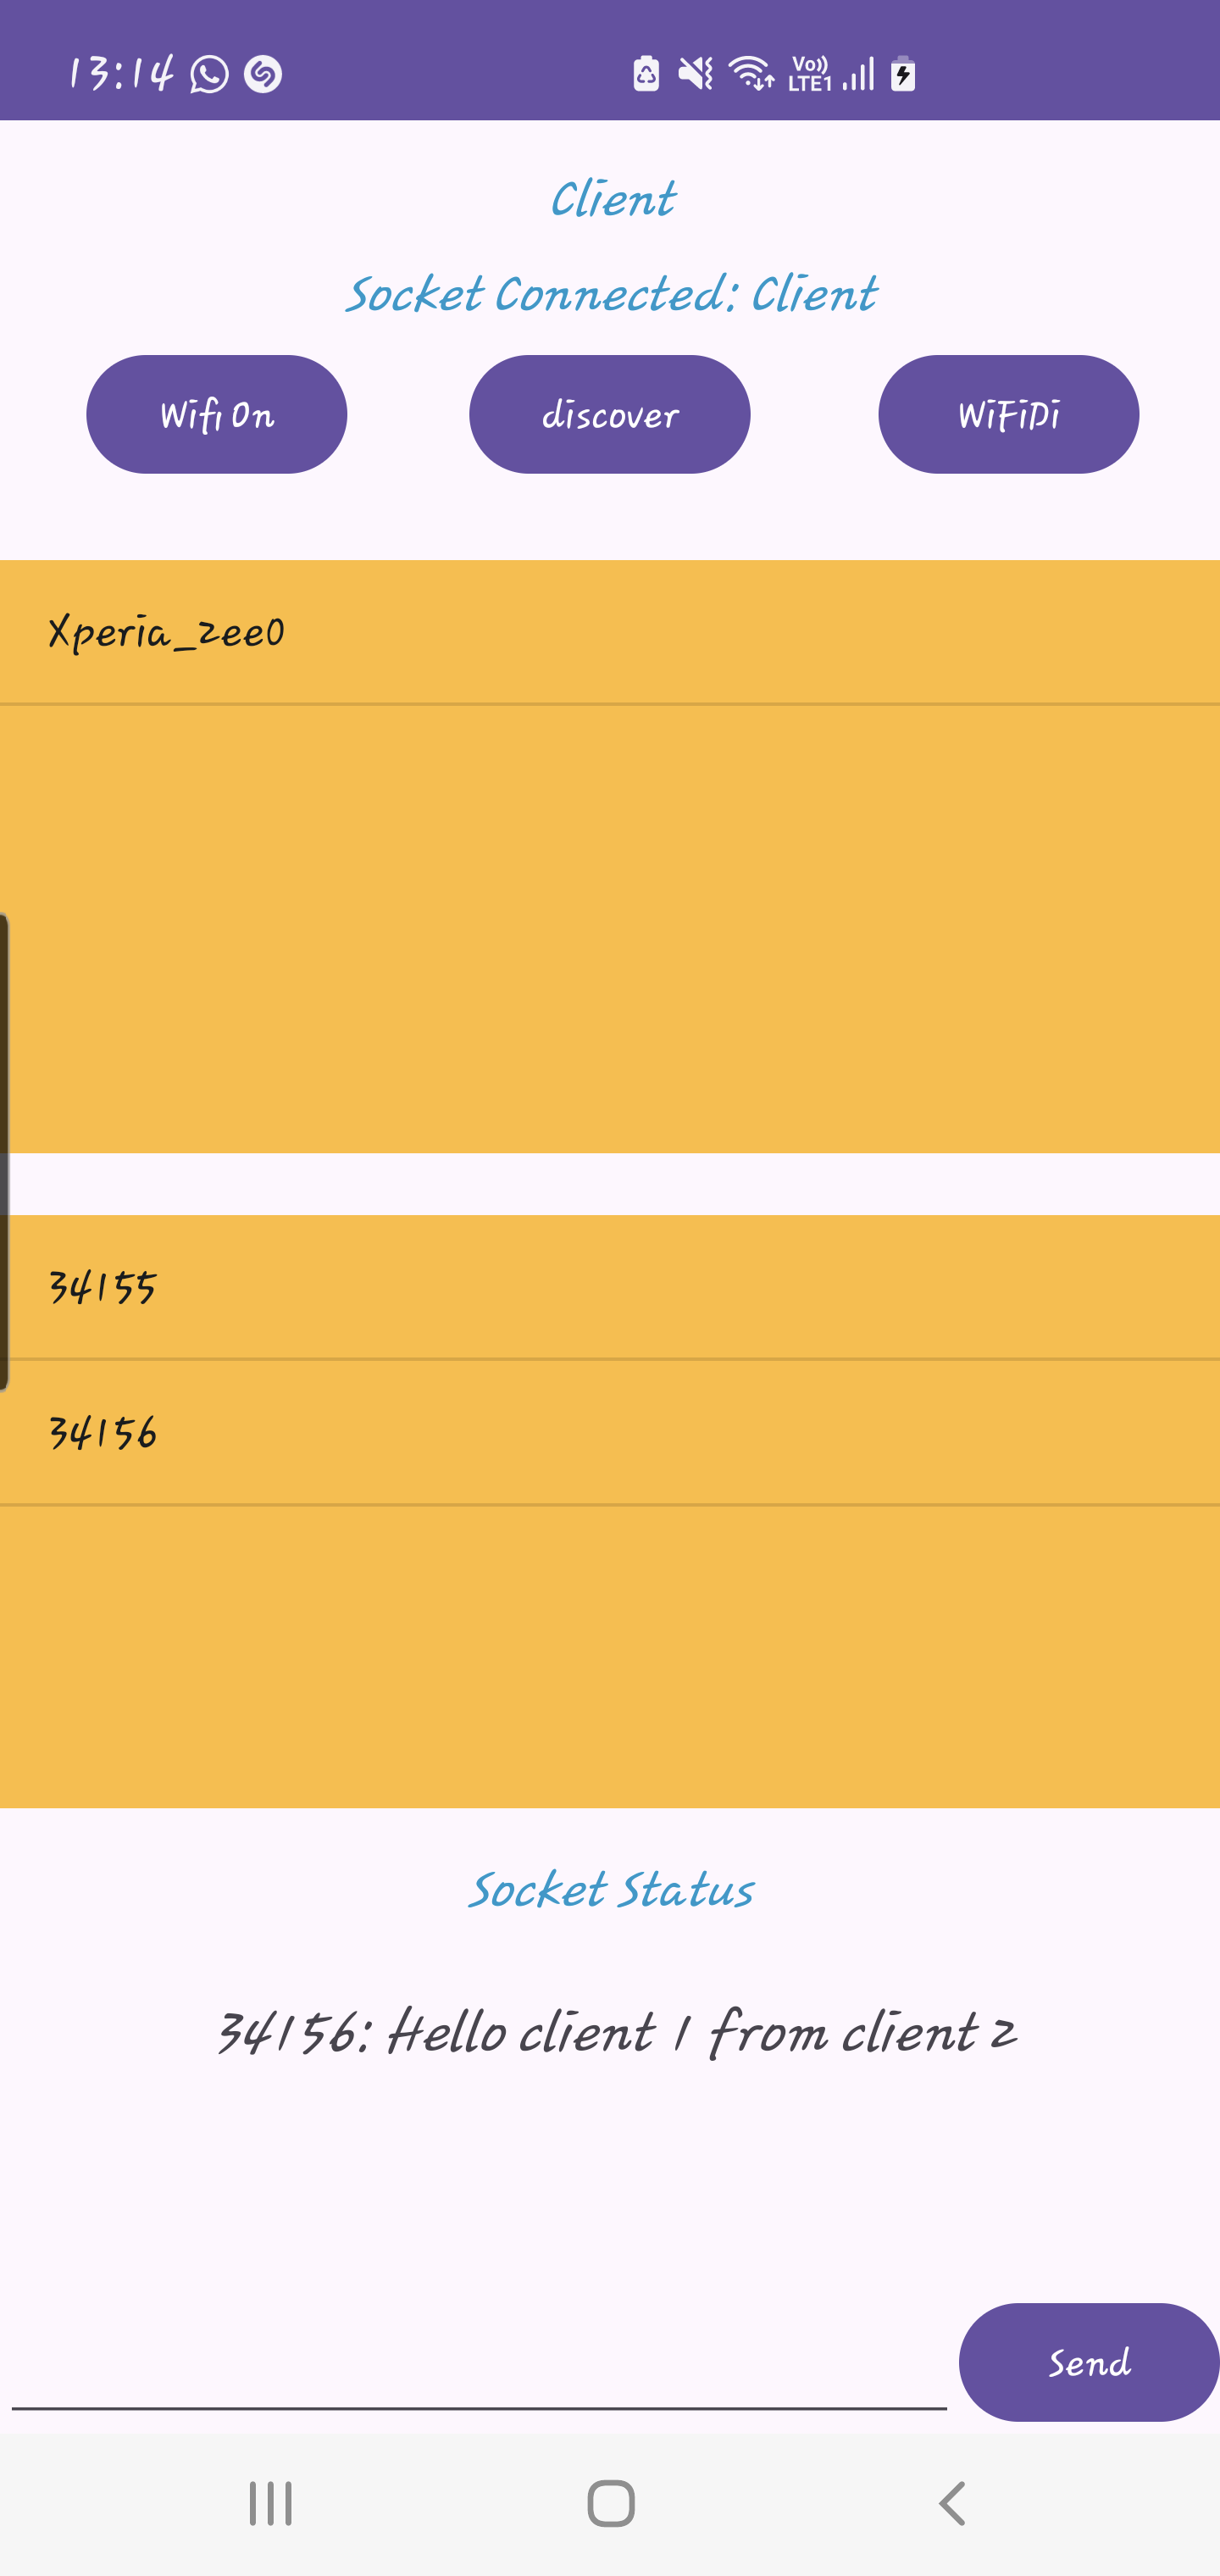 13:14 Vo)) LTE1
Client
Socket Connected: Client
Wifi On discover WiFiDi
Xperia_zee0
34155
34156
Socket Status
34156: Hello client 1 from client 2
Send